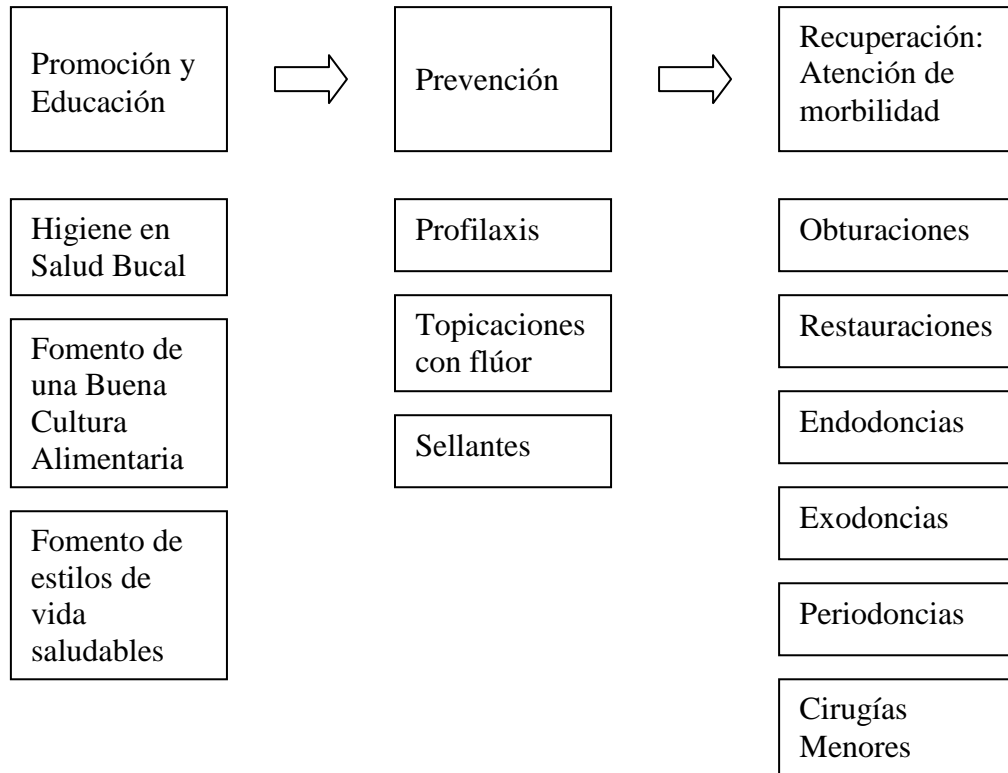 Promoción y
Educación
Prevención
Recuperación:
Atención de
morbilidad
Higiene en
Salud Bucal
Fomento de
una Buena
Cultura
Alimentaria
Fomento de
estilos de
vida
saludables
Profilaxis
Topicaciones
con flúor
Sellantes
Obturaciones
Restauraciones
Endodoncias
Exodoncias
Periodoncias
Cirugías
Menores